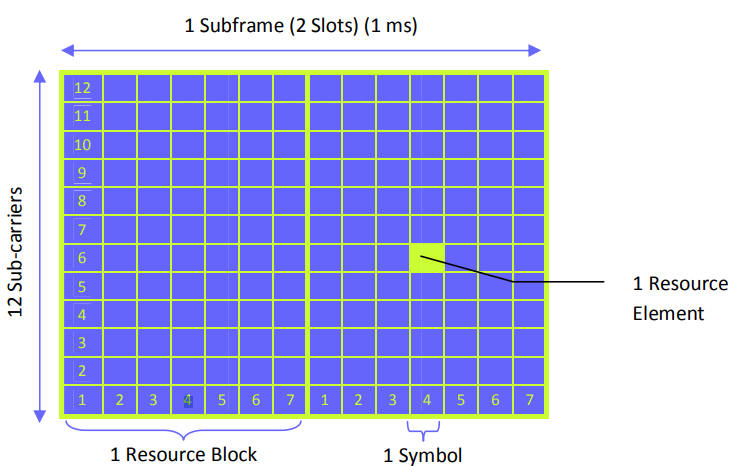 1 Subframe (2 Slots) (1 ms)
12 Sub-carriers
12
11
10
9
8
7
6
5
4
3
2
1 2 3 4 5 6 7 1 2 3 4 5 6 7
1 Resource
Element
1 Resource Block
1 Symbol